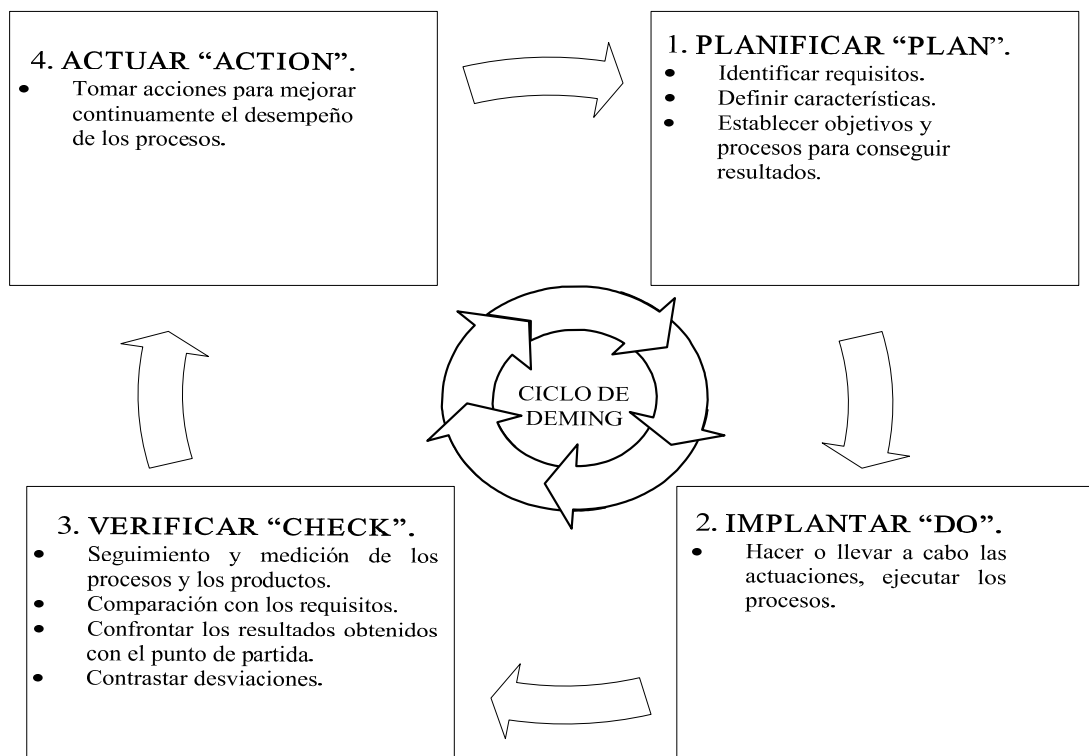 4. ACTUAR “ACTION”.
• Tomar acciones para mejorar
continuamente el desempeño
de los procesos.
1. PLANIFICAR “PLAN”.
• Identificar requisitos.
• Definir características.
• Establecer objetivos y
procesos para conseguir
resultados.
CICLO DE
DEMING
3. VERIFICAR “CHECK”.
• Seguimiento y medición de los
procesos y los productos.
• Comparación con los requisitos.
• Confrontar los resultados obtenidos
con el punto de partida.
• Contrastar desviaciones.
2. IMPLANTAR “DO”.
• Hacer o llevar a cabo las
actuaciones, ejecutar los
procesos.